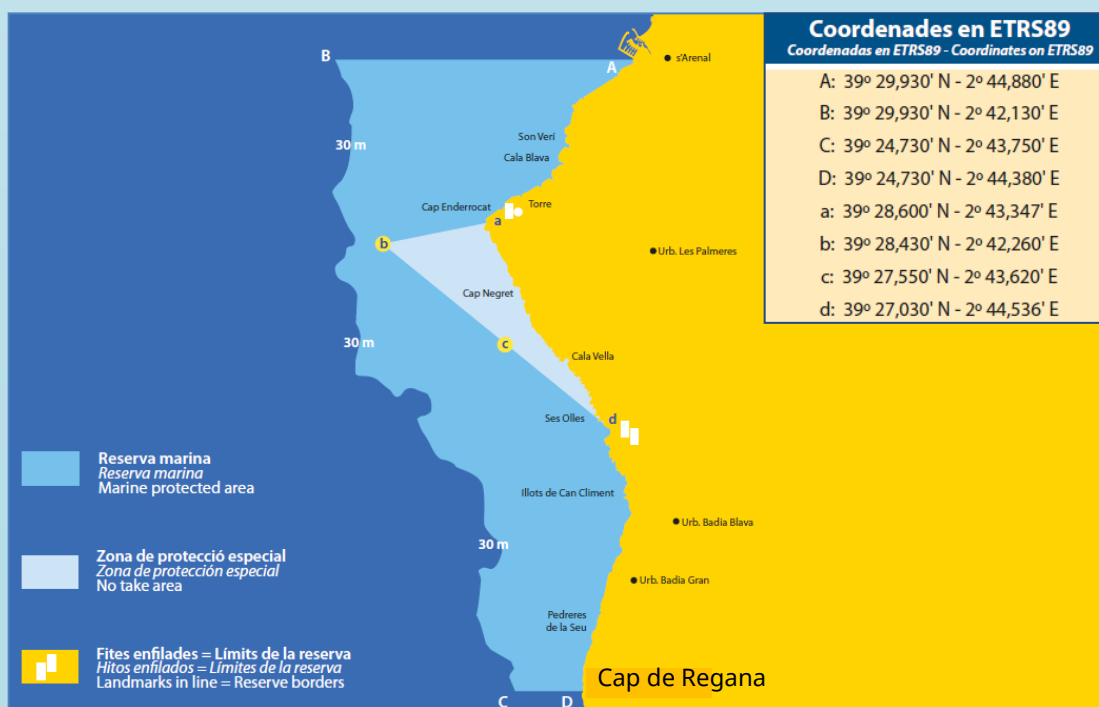 Coordenades en ETRS89
Coordenadas en ETRS89 - Coordinates on ETRS89
A: 39º 29,930' N - 2º 44,880' E
B: 39º 29,930' N - 2º 42,130' E
C: 39º 24,730' N - 2º 43,750' E
D: 39º 24,730' N - 2º 44,380' E
a: 39º 28,600' N - 2º 43,347' E
b: 39º 28,430' N - 2º 42,260' E
c: 39º 27,550' N - 2º 43,620' E
d: 39º 27,030' N - 2º 44,536' E
B
A
s'Arenal
Son Verí
30 m
Cala Blava
Torre
Cap Enderrocat
a
b
Urb. Les Palmeres
Cap Negret
30 m
c
Cala Vella
Ses Olles
d
Illots de Can Climent
Urb. Badia Blava
30 m
Urb. Badia Gran
Pedreres
de la Seu
Cap de Regana
C
D
Reserva marina
Reserva marina
Marine protected area
Zona de protecció especial
Zona de protección especial
No take area
Fites enfilades = Límits de la reserva
Hitos enfilados = Límites de la reserva
Landmarks in line = Reserve borders